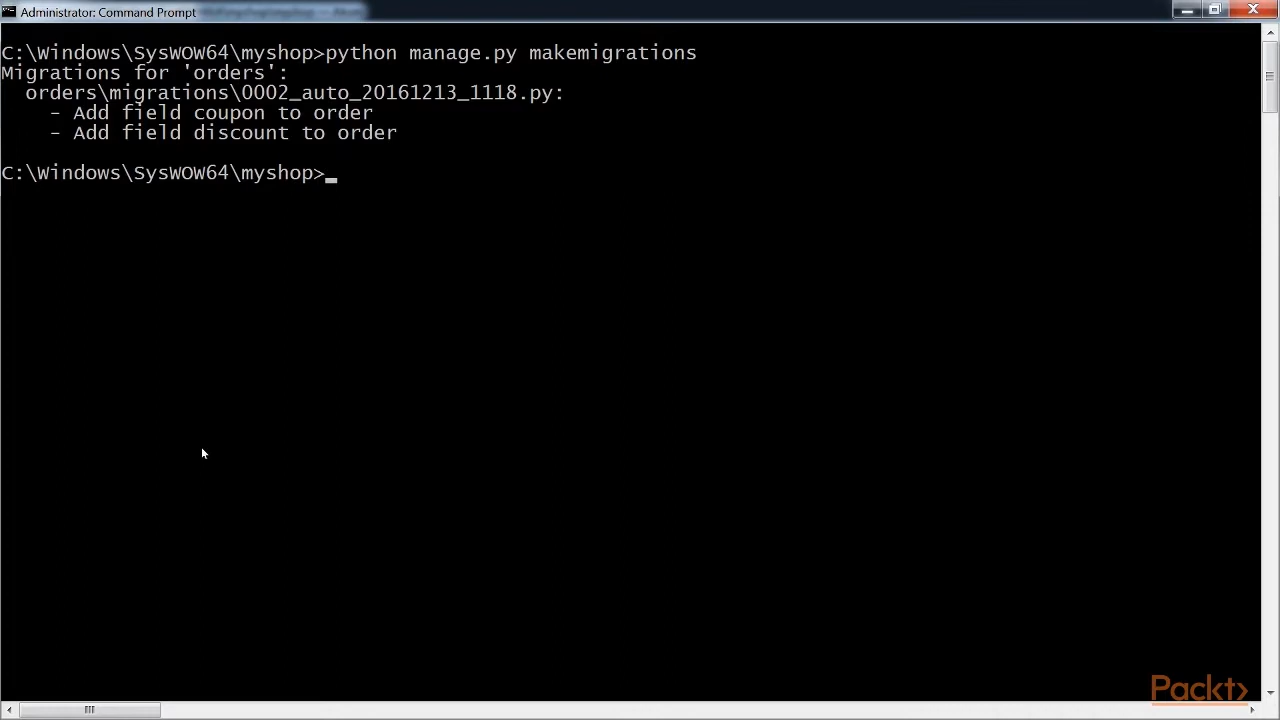 Administrator: Command Prompt
C:\Windows\SysWOW64\myshop>python manage.py makemigrations
Migrations for 'orders':
orders\migrations\0002_auto_20161213_1118.py:
- Add field coupon to order
- Add field discount to order
C:\Windows\SysWOW64\myshop>_
Packt>